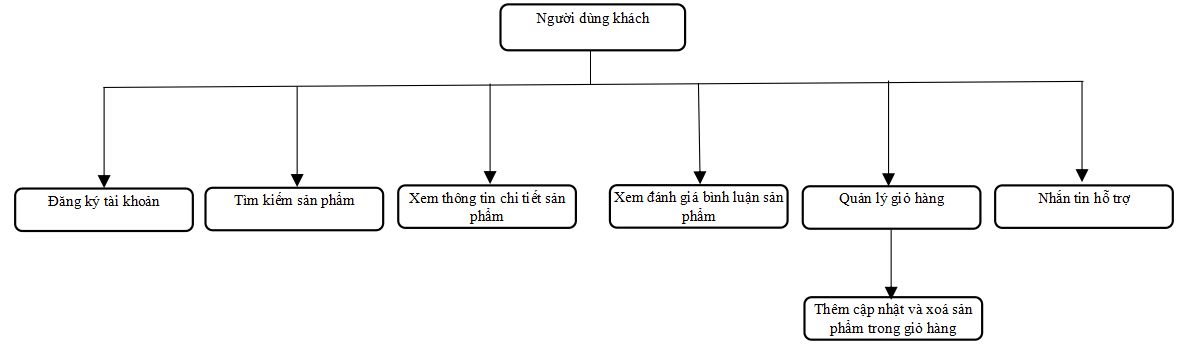 Người dùng khách
Đăng ký tài khoản
Tìm kiếm sản phẩm
Xem thông tin chi tiết sản
phẩm
Xem đánh giá bình luận sản
phẩm
Quản lý giỏ hàng
Nhắn tin hỗ trợ
Thêm cập nhật và xoá sản
phẩm trong giỏ hàng